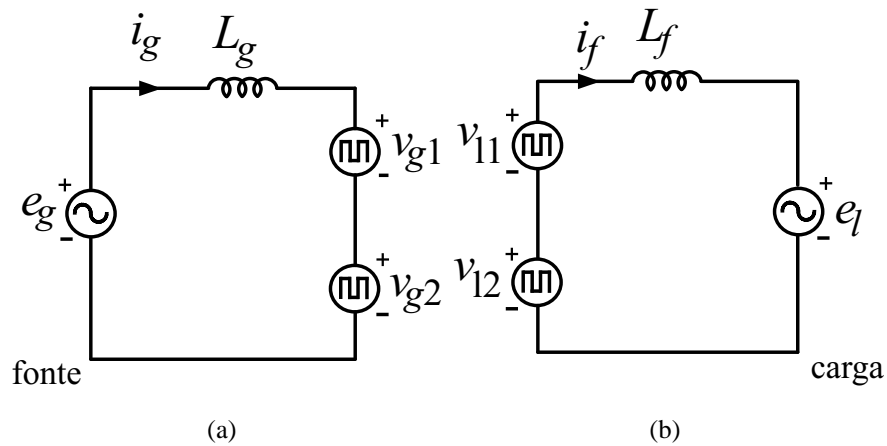 i_g L_g
e_g
v_g1
v_g2
fonte
(a)
i_f L_f
v_l1
v_l2
e_l
carga
(b)